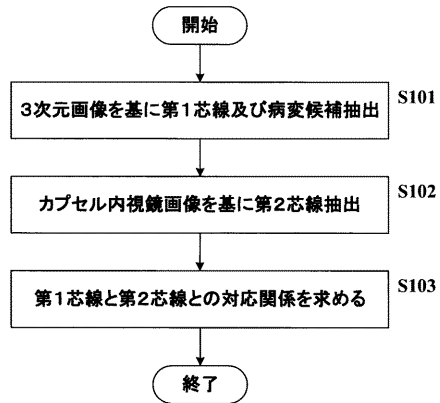 開始
3次元画像を基に第1芯線及び病変候補抽出
S101
カプセル内視鏡画像を基に第2芯線抽出
S102
第1芯線と第2芯線との対応関係を求める
S103
終了